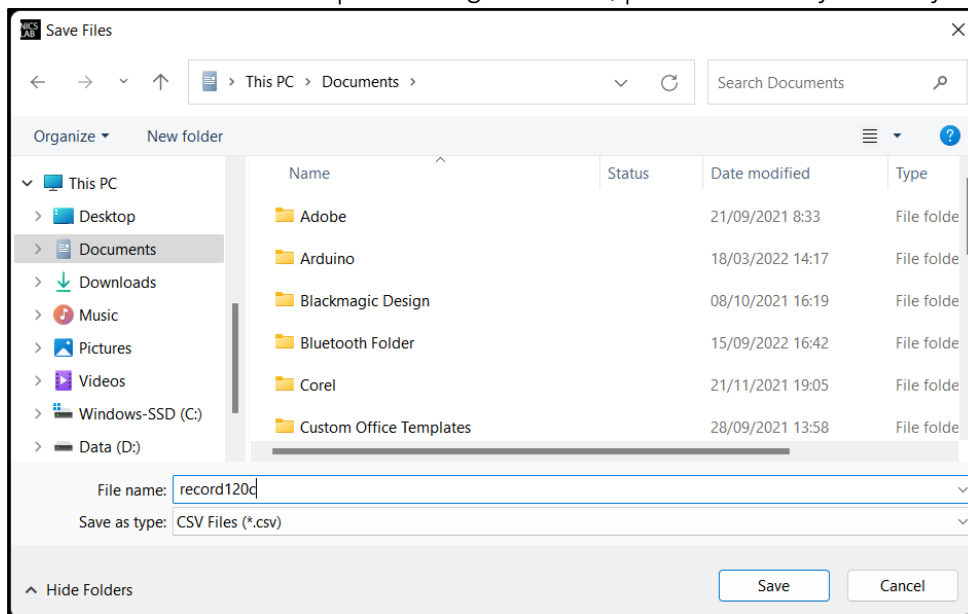 NICS
LAB Save Files
This PC > Documents >
Search Documents
Organize
New folder
Name Status Date modified Type
This PC
Desktop
Documents
Downloads
Music
Pictures
Videos
Windows-SSD (C:)
Data (D:)
Adobe 21/09/2021 8:33 File folde
Arduino 18/03/2022 14:17 File folde
Blackmagic Design 08/10/2021 16:19 File folde
Bluetooth Folder 15/09/2022 16:42 File folde
Corel 21/11/2021 19:05 File folde
Custom Office Templates 28/09/2021 13:58 File folde
File name: record120c
Save as type: CSV Files (*.csv)
Hide Folders
Save
Cancel